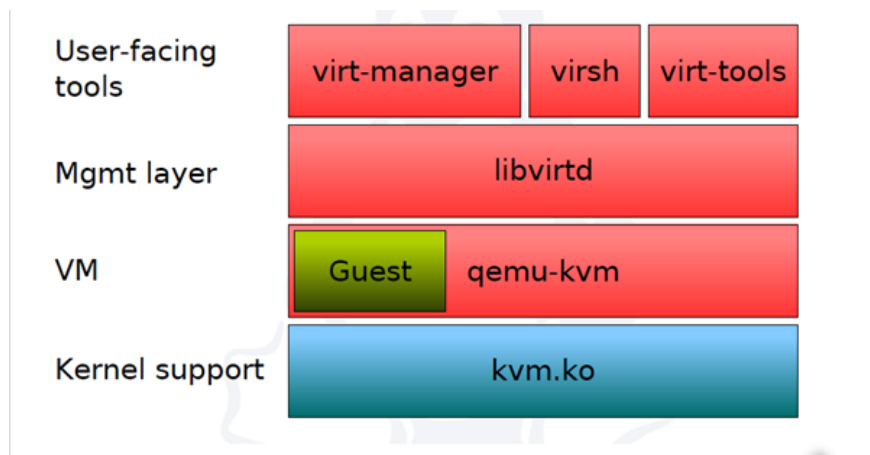 User-facing
tools
virt-manager
virsh
virt-tools
Mgmt layer
libvirtd
VM
Guest
qemu-kvm
Kernel support
kvm.ko